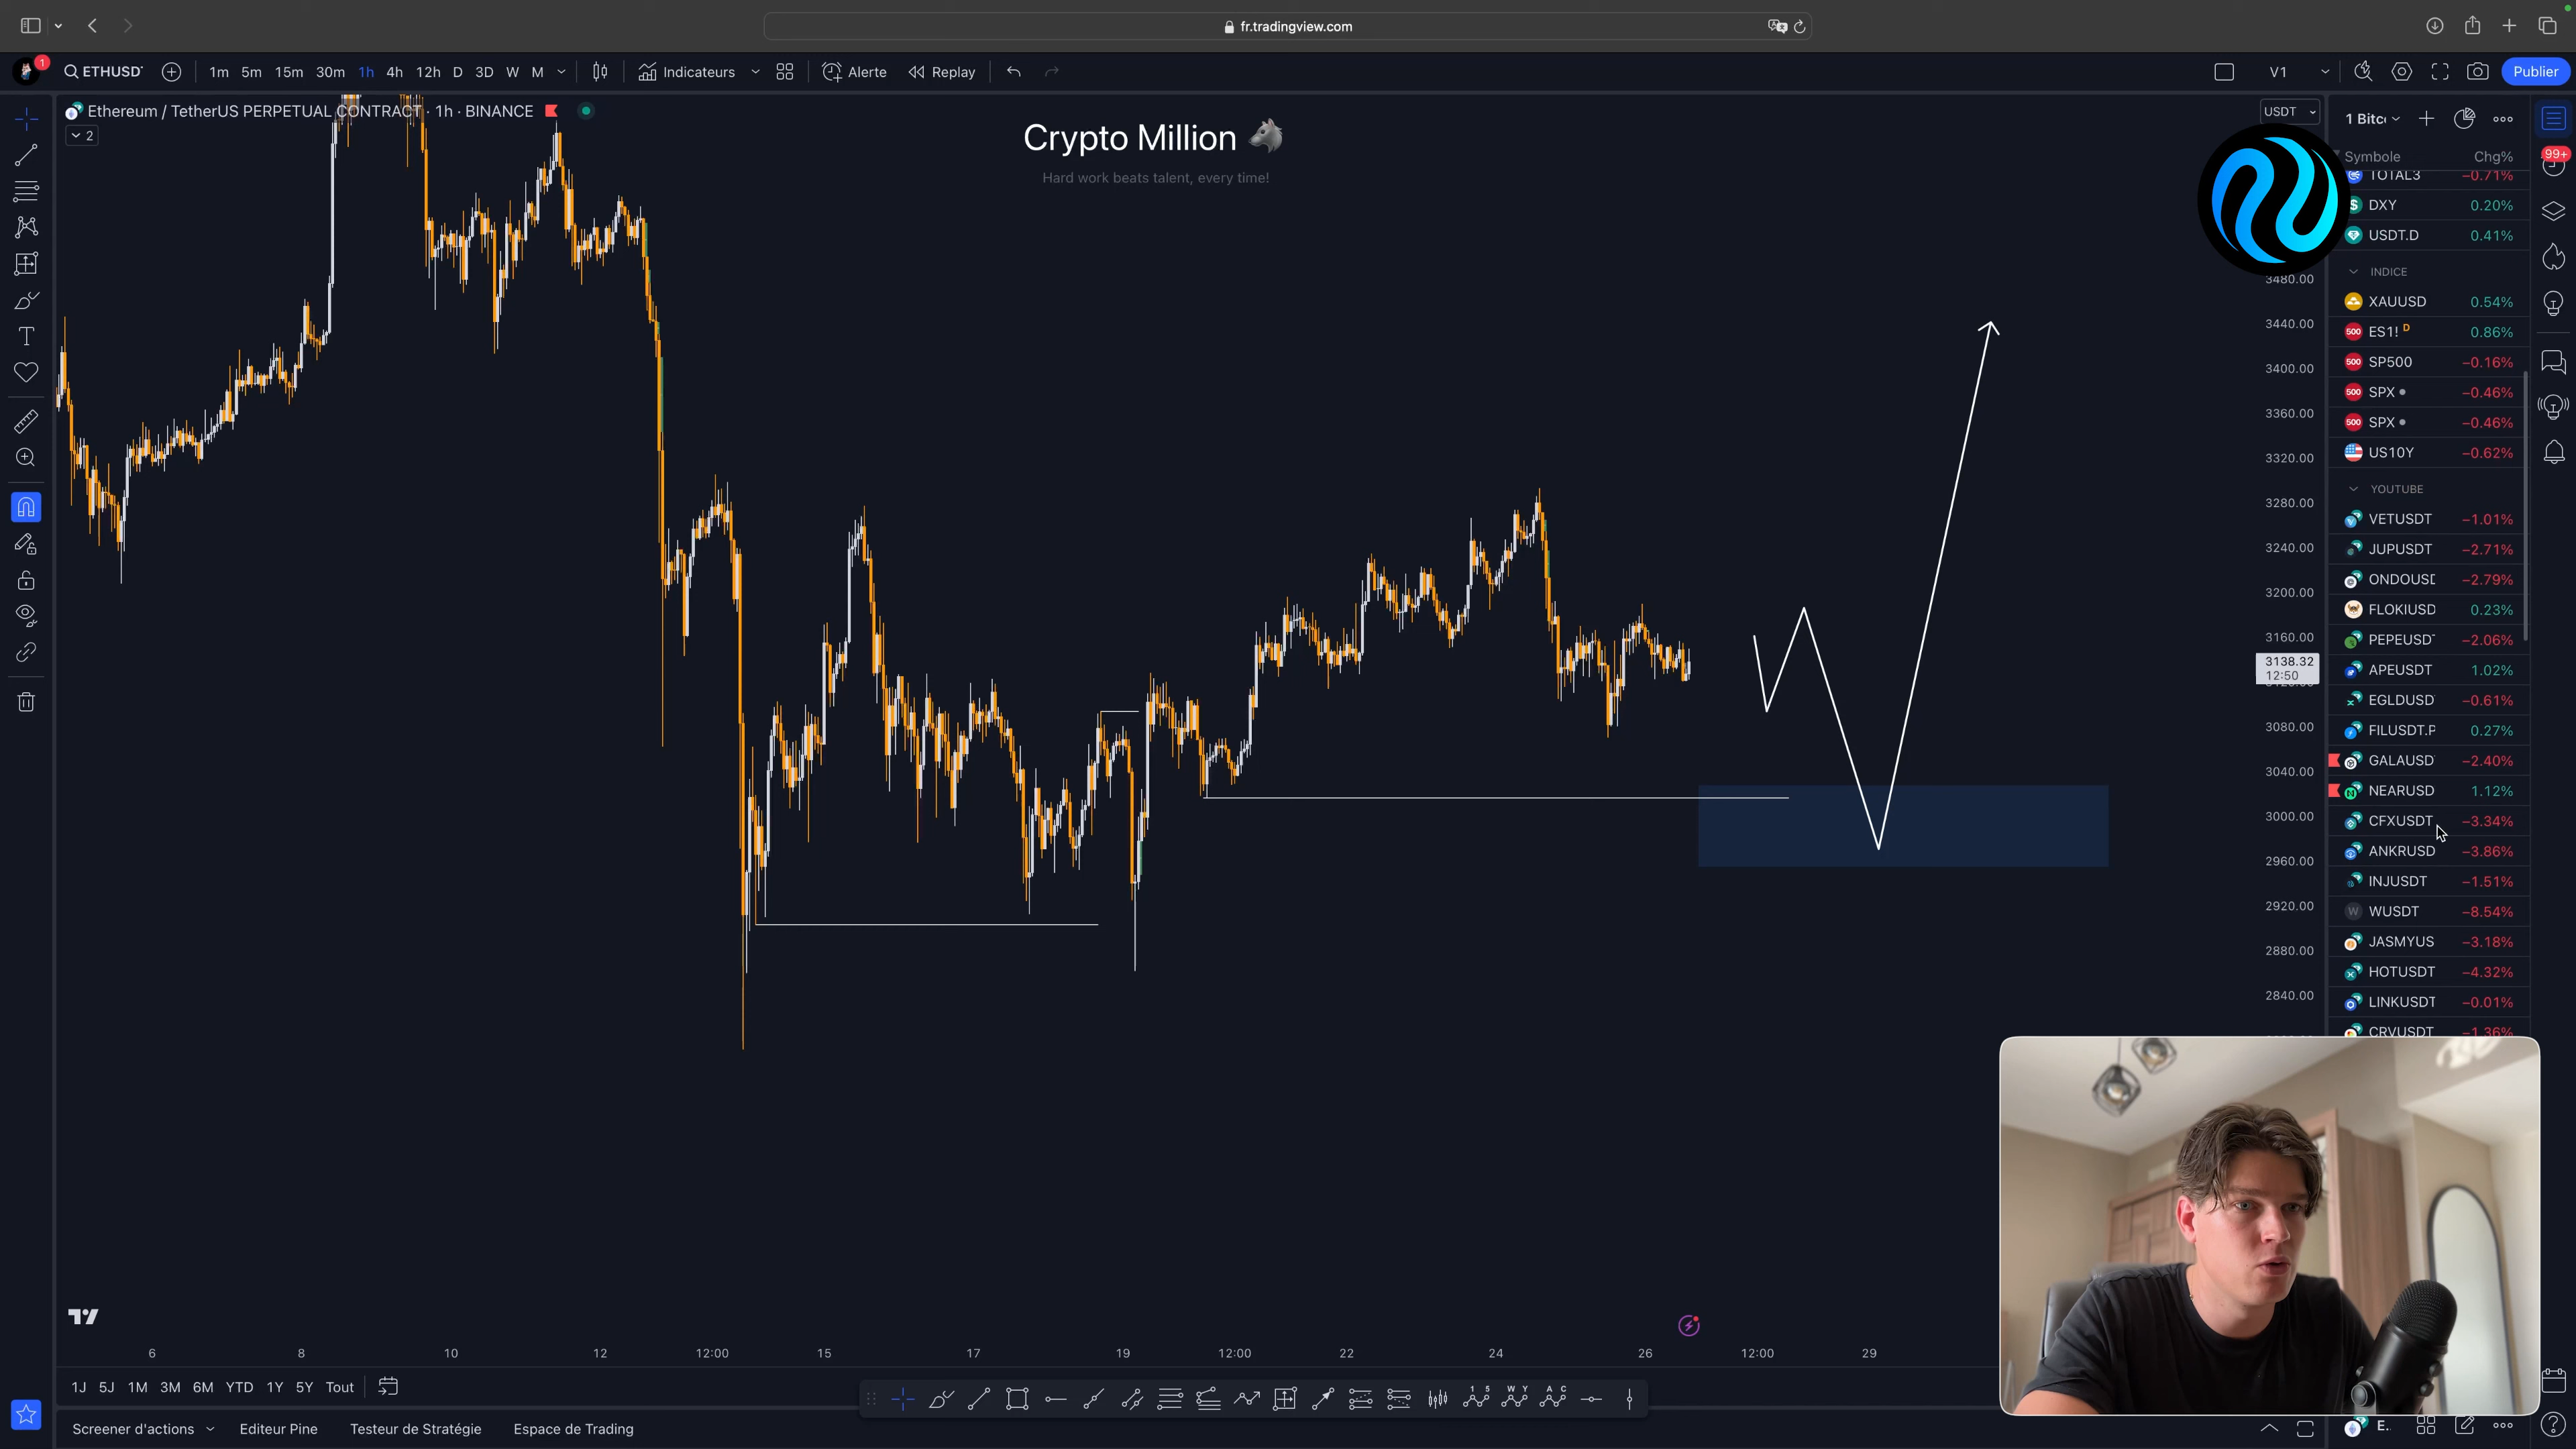 fr.tradingview.com
1
ETHUSDT
1m 5m 15m 30m 1h 4h 12h D 3D W M
Indicateurs
Alerte
Replay
V1
Publier
Ethereum / TetherUS PERPETUAL CONTRACT · 1h · BINANCE
2
Crypto Million
Hard work beats talent, every time!
USDT
3480.00
3440.00
3400.00
3360.00
3320.00
3280.00
3240.00
3200.00
3160.00
3138.32
12:50
3080.00
3040.00
3000.00
2960.00
2920.00
2880.00
2840.00
1 Bitc
99+
Symbole Chg%
TOTAL3 −0.71%
DXY 0.20%
USDT.D 0.41%
INDICE
XAUUSD 0.54%
ES1! D 0.86%
SP500 −0.16%
SPX −0.46%
SPX −0.46%
US10Y −0.62%
YOUTUBE
VETUSDT −1.01%
JUPUSDT −2.71%
ONDOUSD −2.79%
FLOKIUSD 0.23%
PEPEUSD −2.06%
APEUSDT 1.02%
EGLDUSD −0.61%
FILUSDT.P 0.27%
GALAUSD −2.40%
NEARUSD 1.12%
CFXUSDT −3.34%
ANKRUSD −3.86%
INJUSDT −1.51%
W WUSDT −8.54%
JASMYUS −3.18%
HOTUSDT −4.32%
LINKUSDT −0.01%
CRVUSDT −1.36%
6 8 10 12 12:00 15 17 19 12:00 22 24 26 12:00 29
1J 5J 1M 3M 6M YTD 1Y 5Y Tout
Screener d'actions
Editeur Pine
Testeur de Stratégie
Espace de Trading
E..